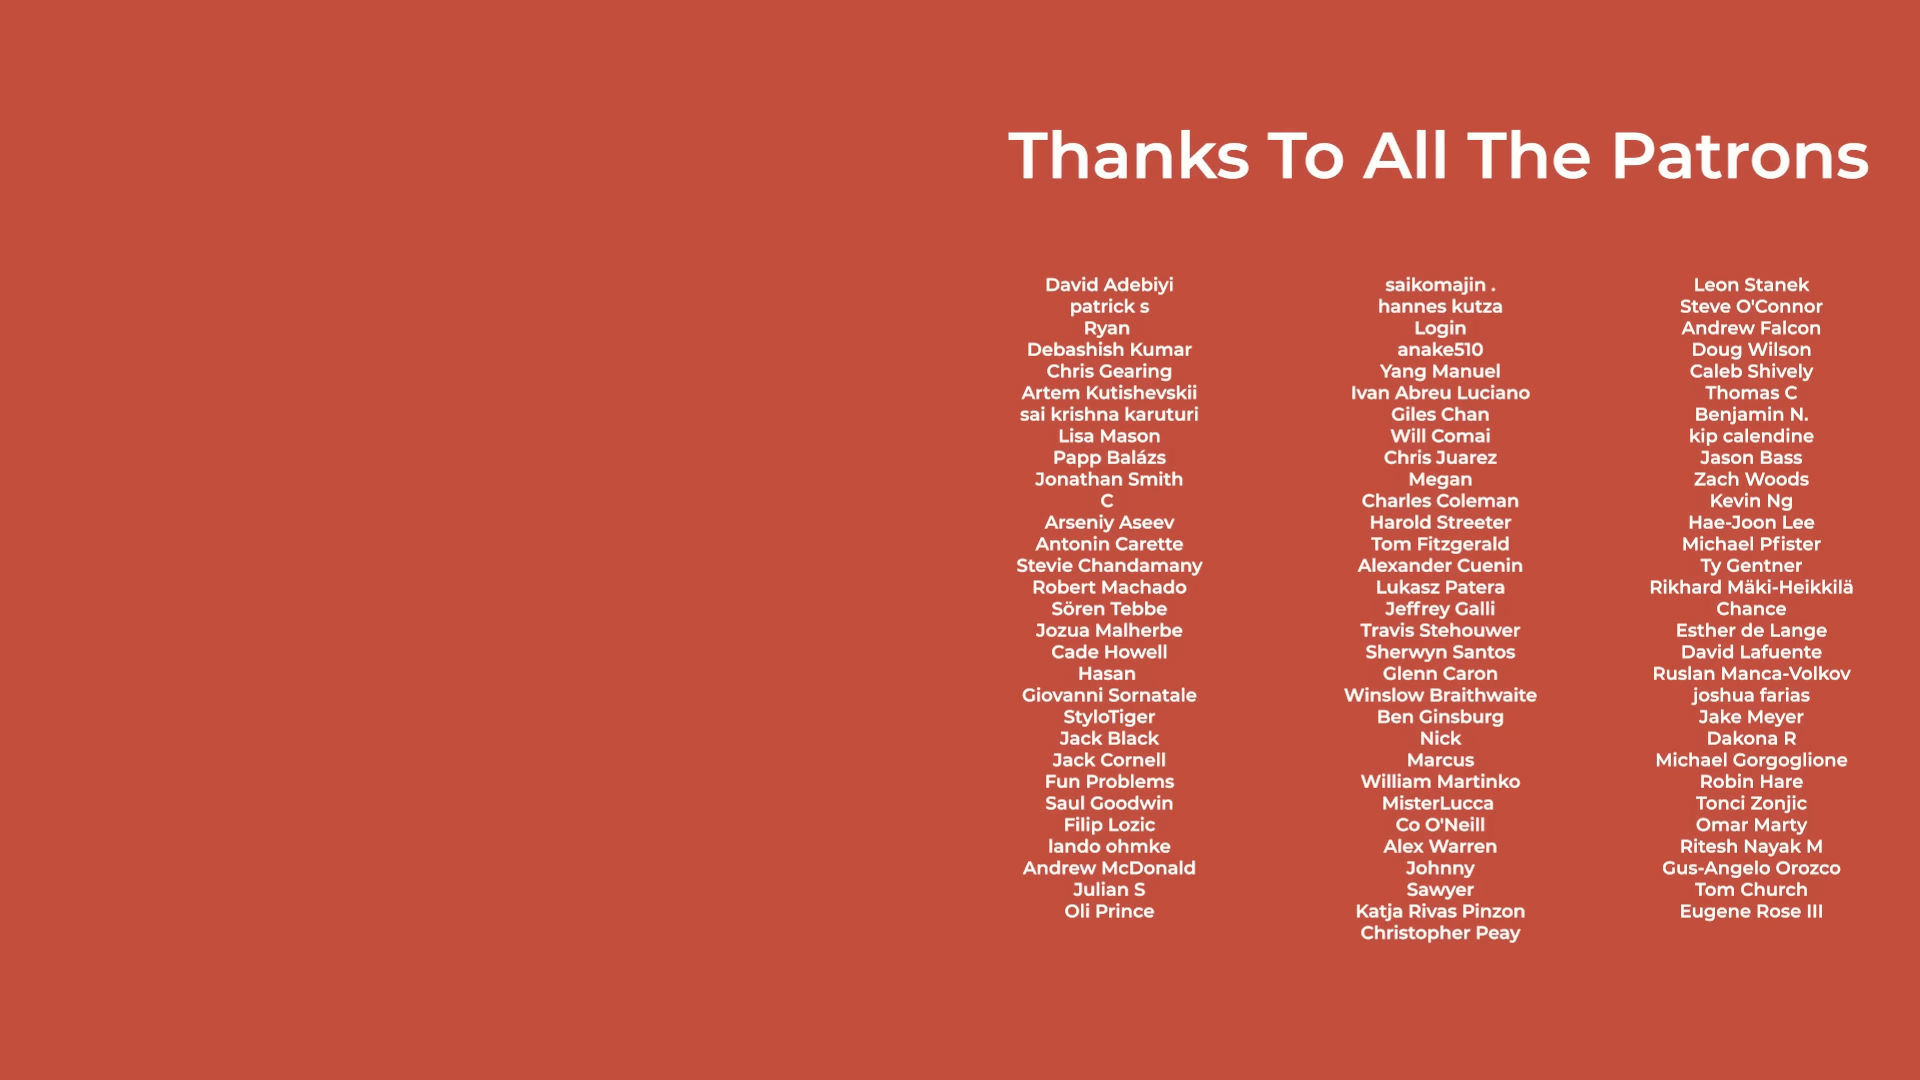 Thanks To All The Patrons
David Adebiyi
patrick s
Ryan
Debashish Kumar
Chris Gearing
Artem Kutishevskii
sai krishna karuturi
Lisa Mason
Papp Balázs
Jonathan Smith
C
Arseniy Aseev
Antonin Carette
Stevie Chandamany
Robert Machado
Sören Tebbe
Jozua Malherbe
Cade Howell
Hasan
Giovanni Sornatale
StyloTiger
Jack Black
Jack Cornell
Fun Problems
Saul Goodwin
Filip Lozic
lando ohmke
Andrew McDonald
Julian S
Oli Prince
saikomajin .
hannes kutza
Login
anake510
Yang Manuel
Ivan Abreu Luciano
Giles Chan
Will Comai
Chris Juarez
Megan
Charles Coleman
Harold Streeter
Tom Fitzgerald
Alexander Cuenin
Lukasz Patera
Jeffrey Galli
Travis Stehouwer
Sherwyn Santos
Glenn Caron
Winslow Braithwaite
Ben Ginsburg
Nick
Marcus
William Martinko
MisterLucca
Co O'Neill
Alex Warren
Johnny
Sawyer
Katja Rivas Pinzon
Christopher Peay
Leon Stanek
Steve O'Connor
Andrew Falcon
Doug Wilson
Caleb Shively
Thomas C
Benjamin N.
kip calendine
Jason Bass
Zach Woods
Kevin Ng
Hae-Joon Lee
Michael Pfister
Ty Gentner
Rikhard Mäki-Heikkilä
Chance
Esther de Lange
David Lafuente
Ruslan Manca-Volkov
joshua farias
Jake Meyer
Dakona R
Michael Gorgoglione
Robin Hare
Tonci Zonjic
Omar Marty
Ritesh Nayak M
Gus-Angelo Orozco
Tom Church
Eugene Rose III